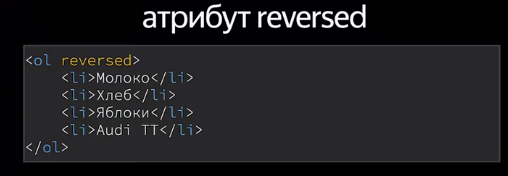 атрибут reversed
<ol reversed>
    <li>Молоко</li>
    <li>Хлеб</li>
    <li>Яблоки</li>
    <li>Audi TT</li>
</ol>